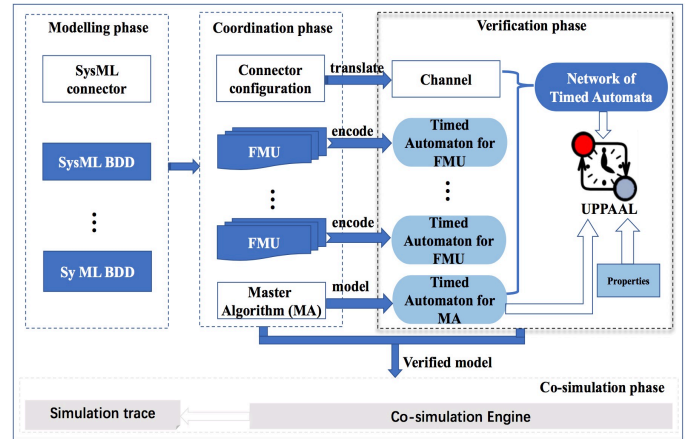 Modelling phase
SysML
connector
SysML BDD
Sy ML BDD
Coordination phase
Connector
configuration
FMU
FMU
Master
Algorithm (MA)
translate
encode
encode
model
Verification phase
Channel
Timed
Automaton for
FMU
Timed
Automaton for
FMU
Timed
Automaton for
MA
Network of
Timed Automata
UPPAAL
Properties
Verified model
Co-simulation phase
Simulation trace
Co-simulation Engine